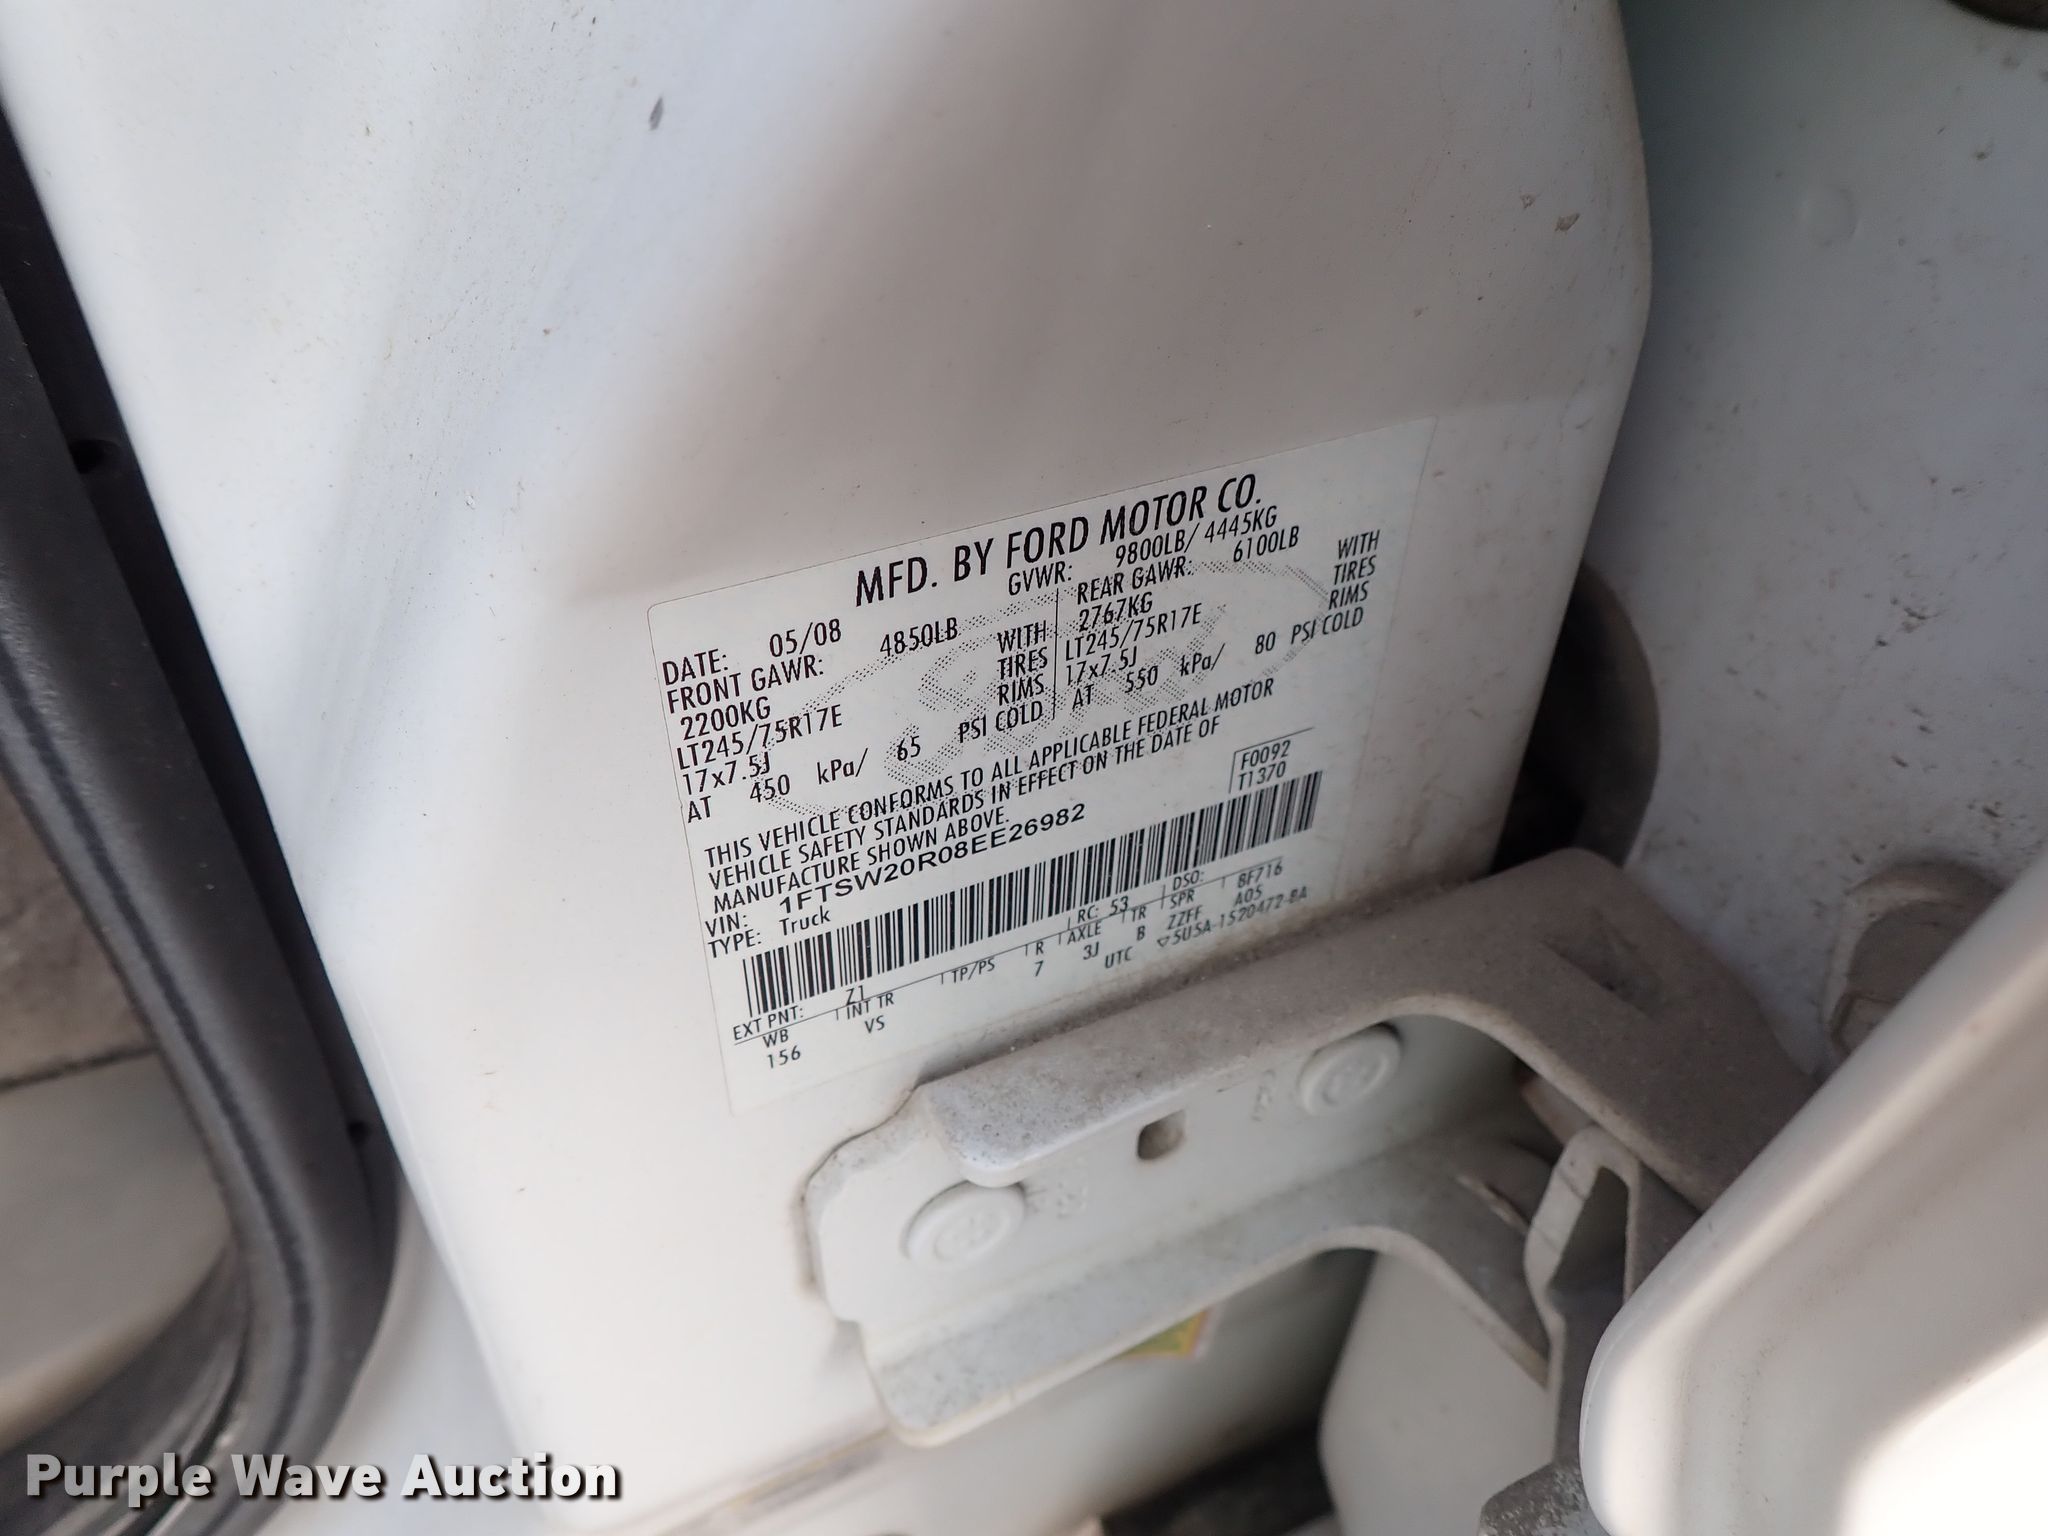 MFD. BY FORD MOTOR CO.
DATE: 05/08 GVWR: 9800LB/ 4445KG
FRONT GAWR: 4850LB REAR GAWR: 6100LB
2200KG WITH 2767KG WITH
LT245/75R17E TIRES LT245/75R17E TIRES
17x7.5J RIMS 17x7.5J RIMS
AT 450 kPa/ 65 PSI COLD AT 550 kPa/ 80 PSI COLD
THIS VEHICLE CONFORMS TO ALL APPLICABLE FEDERAL MOTOR
VEHICLE SAFETY STANDARDS IN EFFECT ON THE DATE OF
MANUFACTURE SHOWN ABOVE.
VIN: 1FTSW20R08EE26982 F0092
TYPE: Truck T1370
EXT PNT: Z1 RC: 53 DSO: 8F716
WB INT TR TP/PS R AXLE TR SPR A05
156 VS 7 3J B ZZFF
UTC ▽5U5A-1520472-BA
Purple Wave Auction